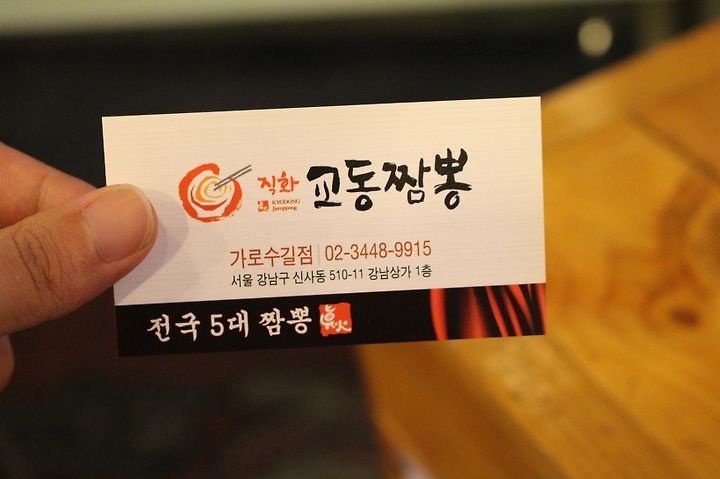 직화 교동짬뽕
KYODONG
Jjamppong
가로수길점 | 02-3448-9915
서울 강남구 신사동 510-11 강남상가 1층
전국 5대 짬뽕